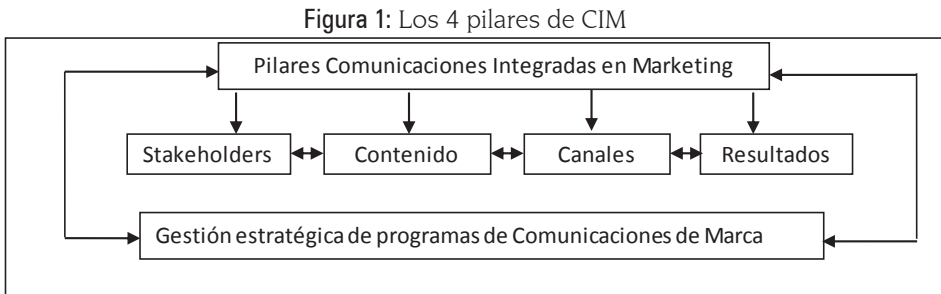 Figura 1: Los 4 pilares de CIM
Pilares Comunicaciones Integradas en Marketing
Stakeholders
Contenido
Canales
Resultados
Gestión estratégica de programas de Comunicaciones de Marca